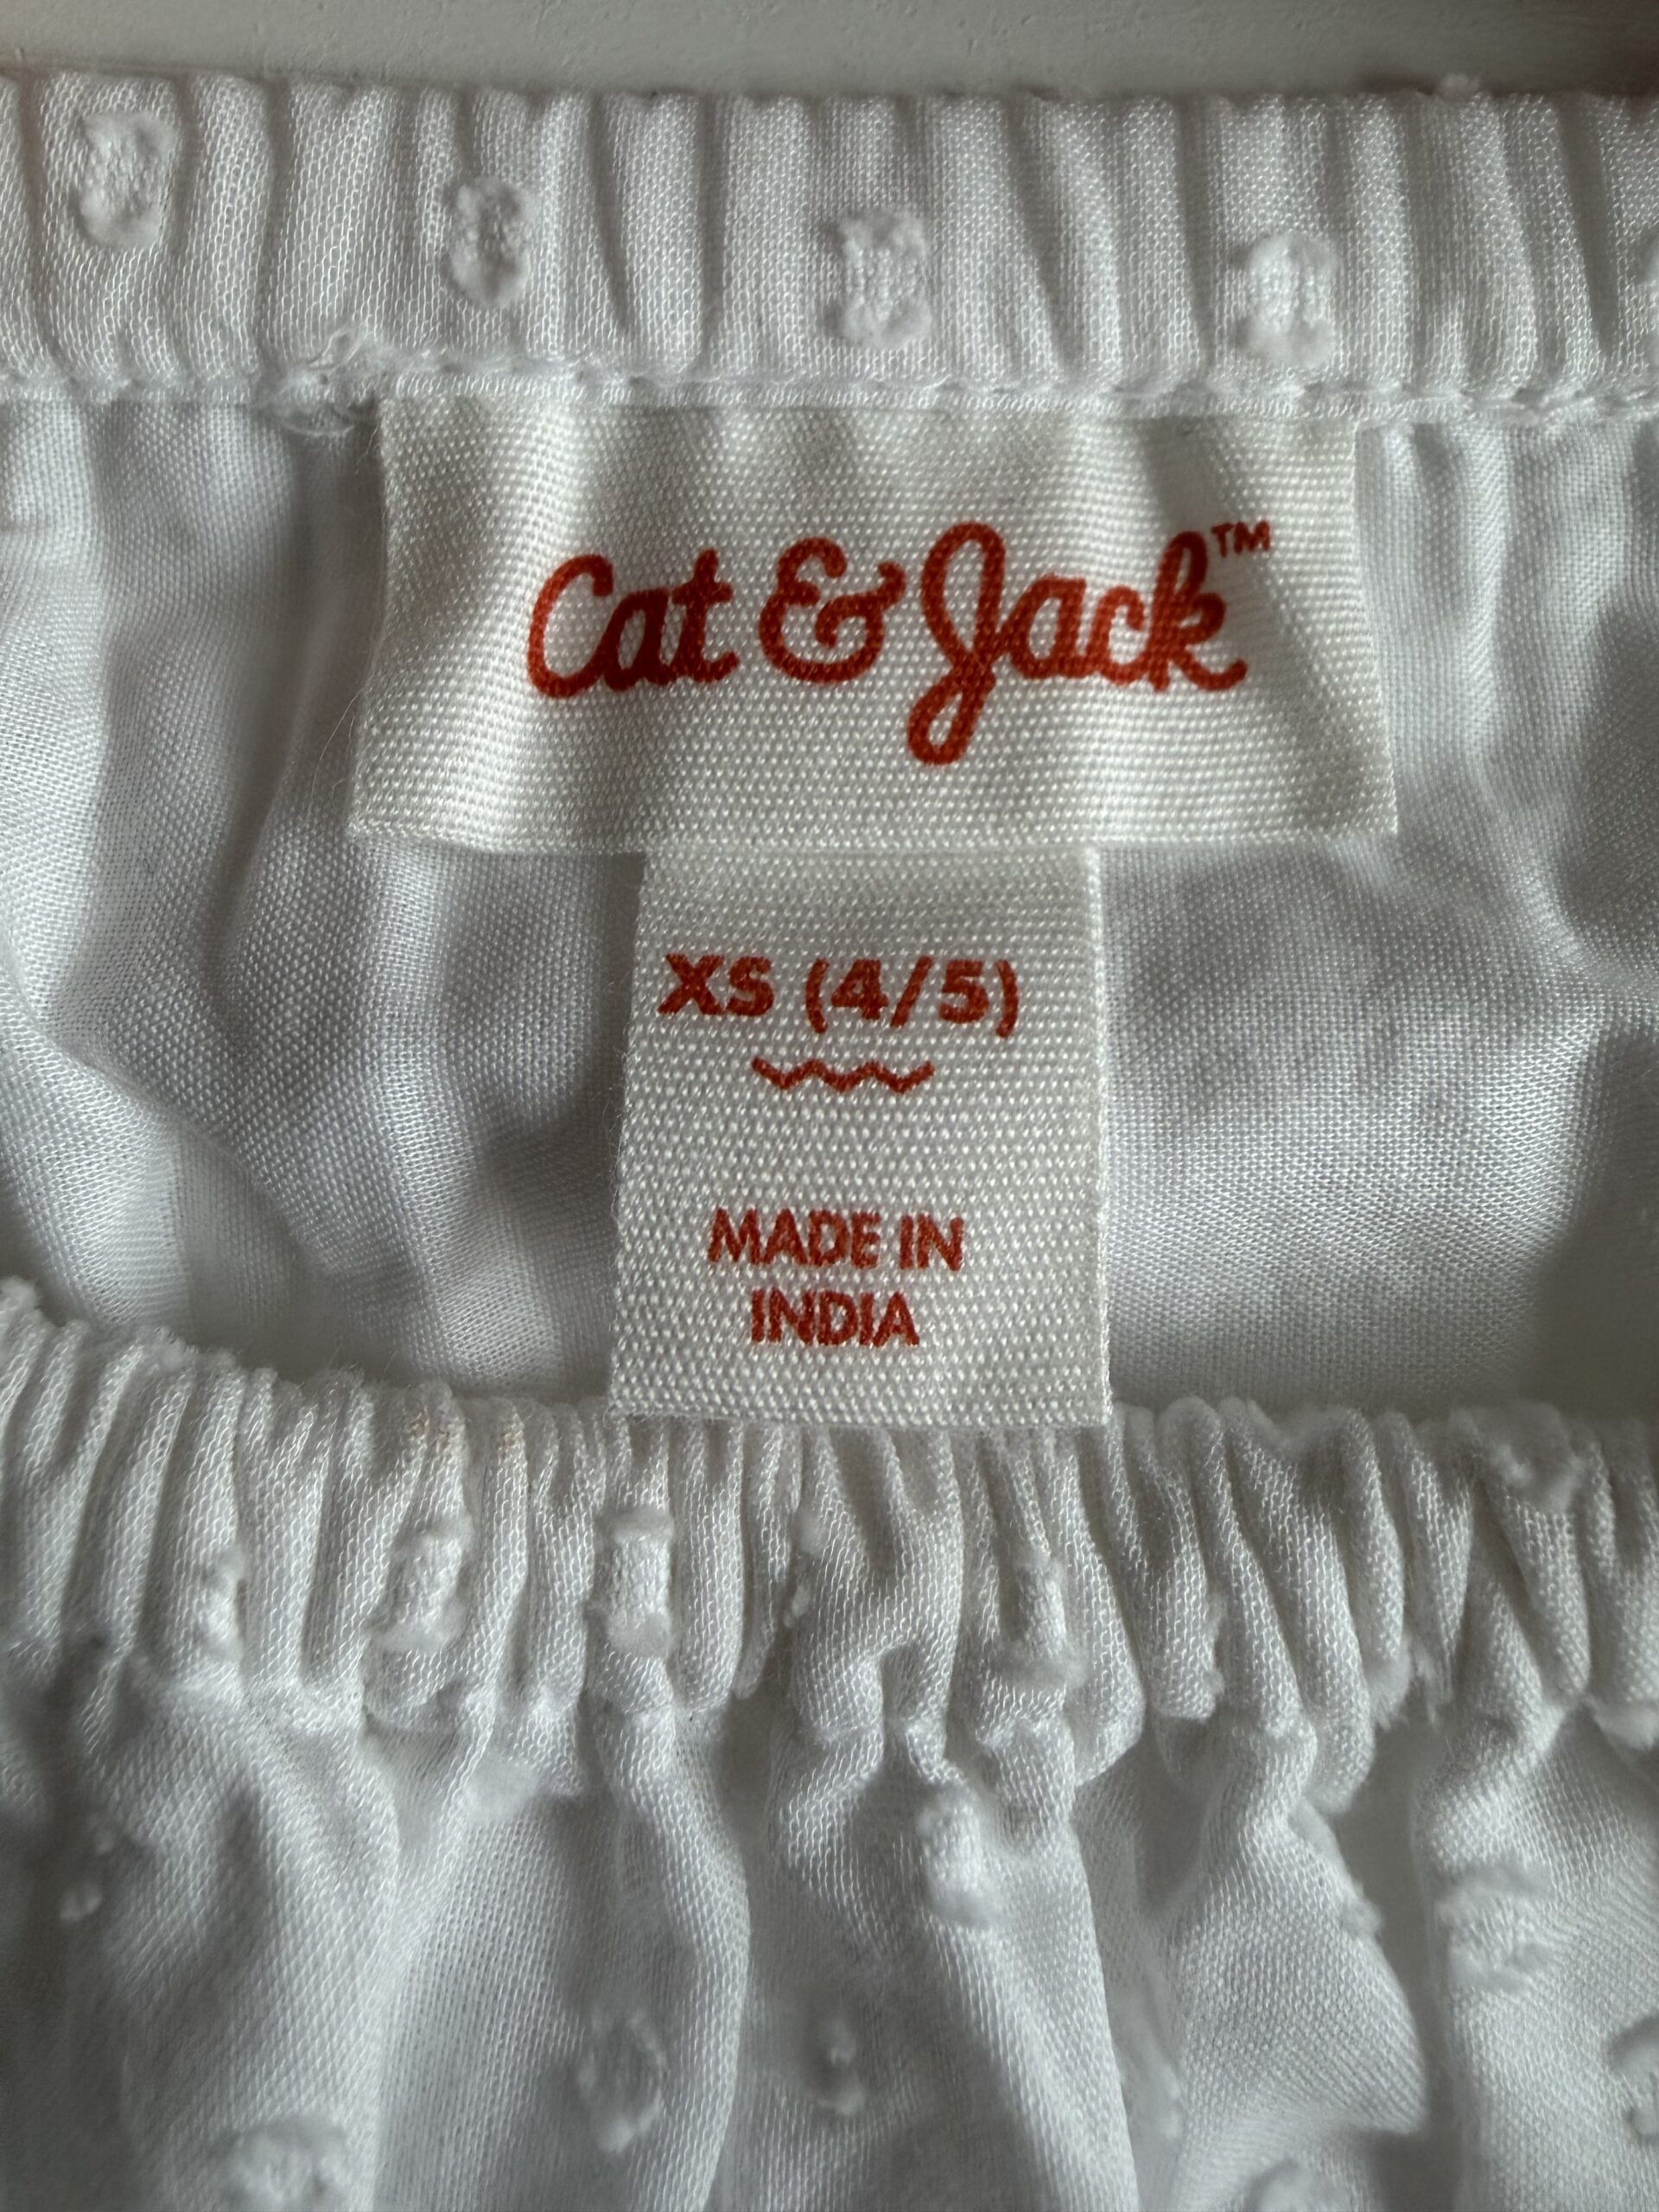 Cat & Jack™
XS (4/5)
MADE IN
INDIA